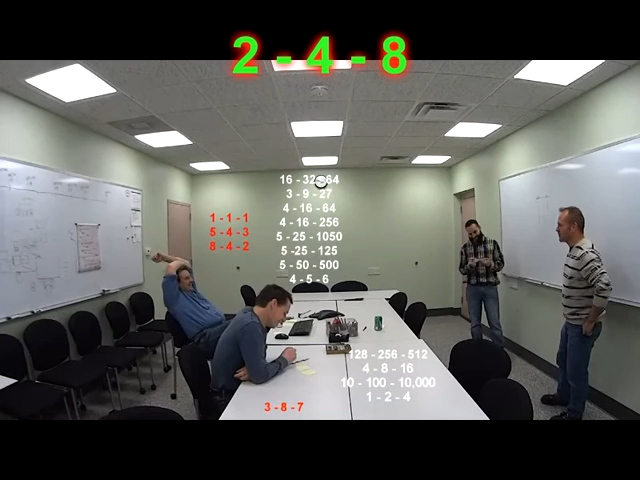 2 - 4 - 8
16 - 32 - 64
3 - 9 - 27
4 - 16 - 64
4 - 16 - 256
5 - 25 - 1050
5 -25 - 125
5 - 50 - 500
4 - 5 - 6
1 - 1 - 1
5 - 4 - 3
8 - 4 - 2
128 - 256 - 512
4 - 8 - 16
10 - 100 - 10,000
1 - 2 - 4
3 - 8 - 7